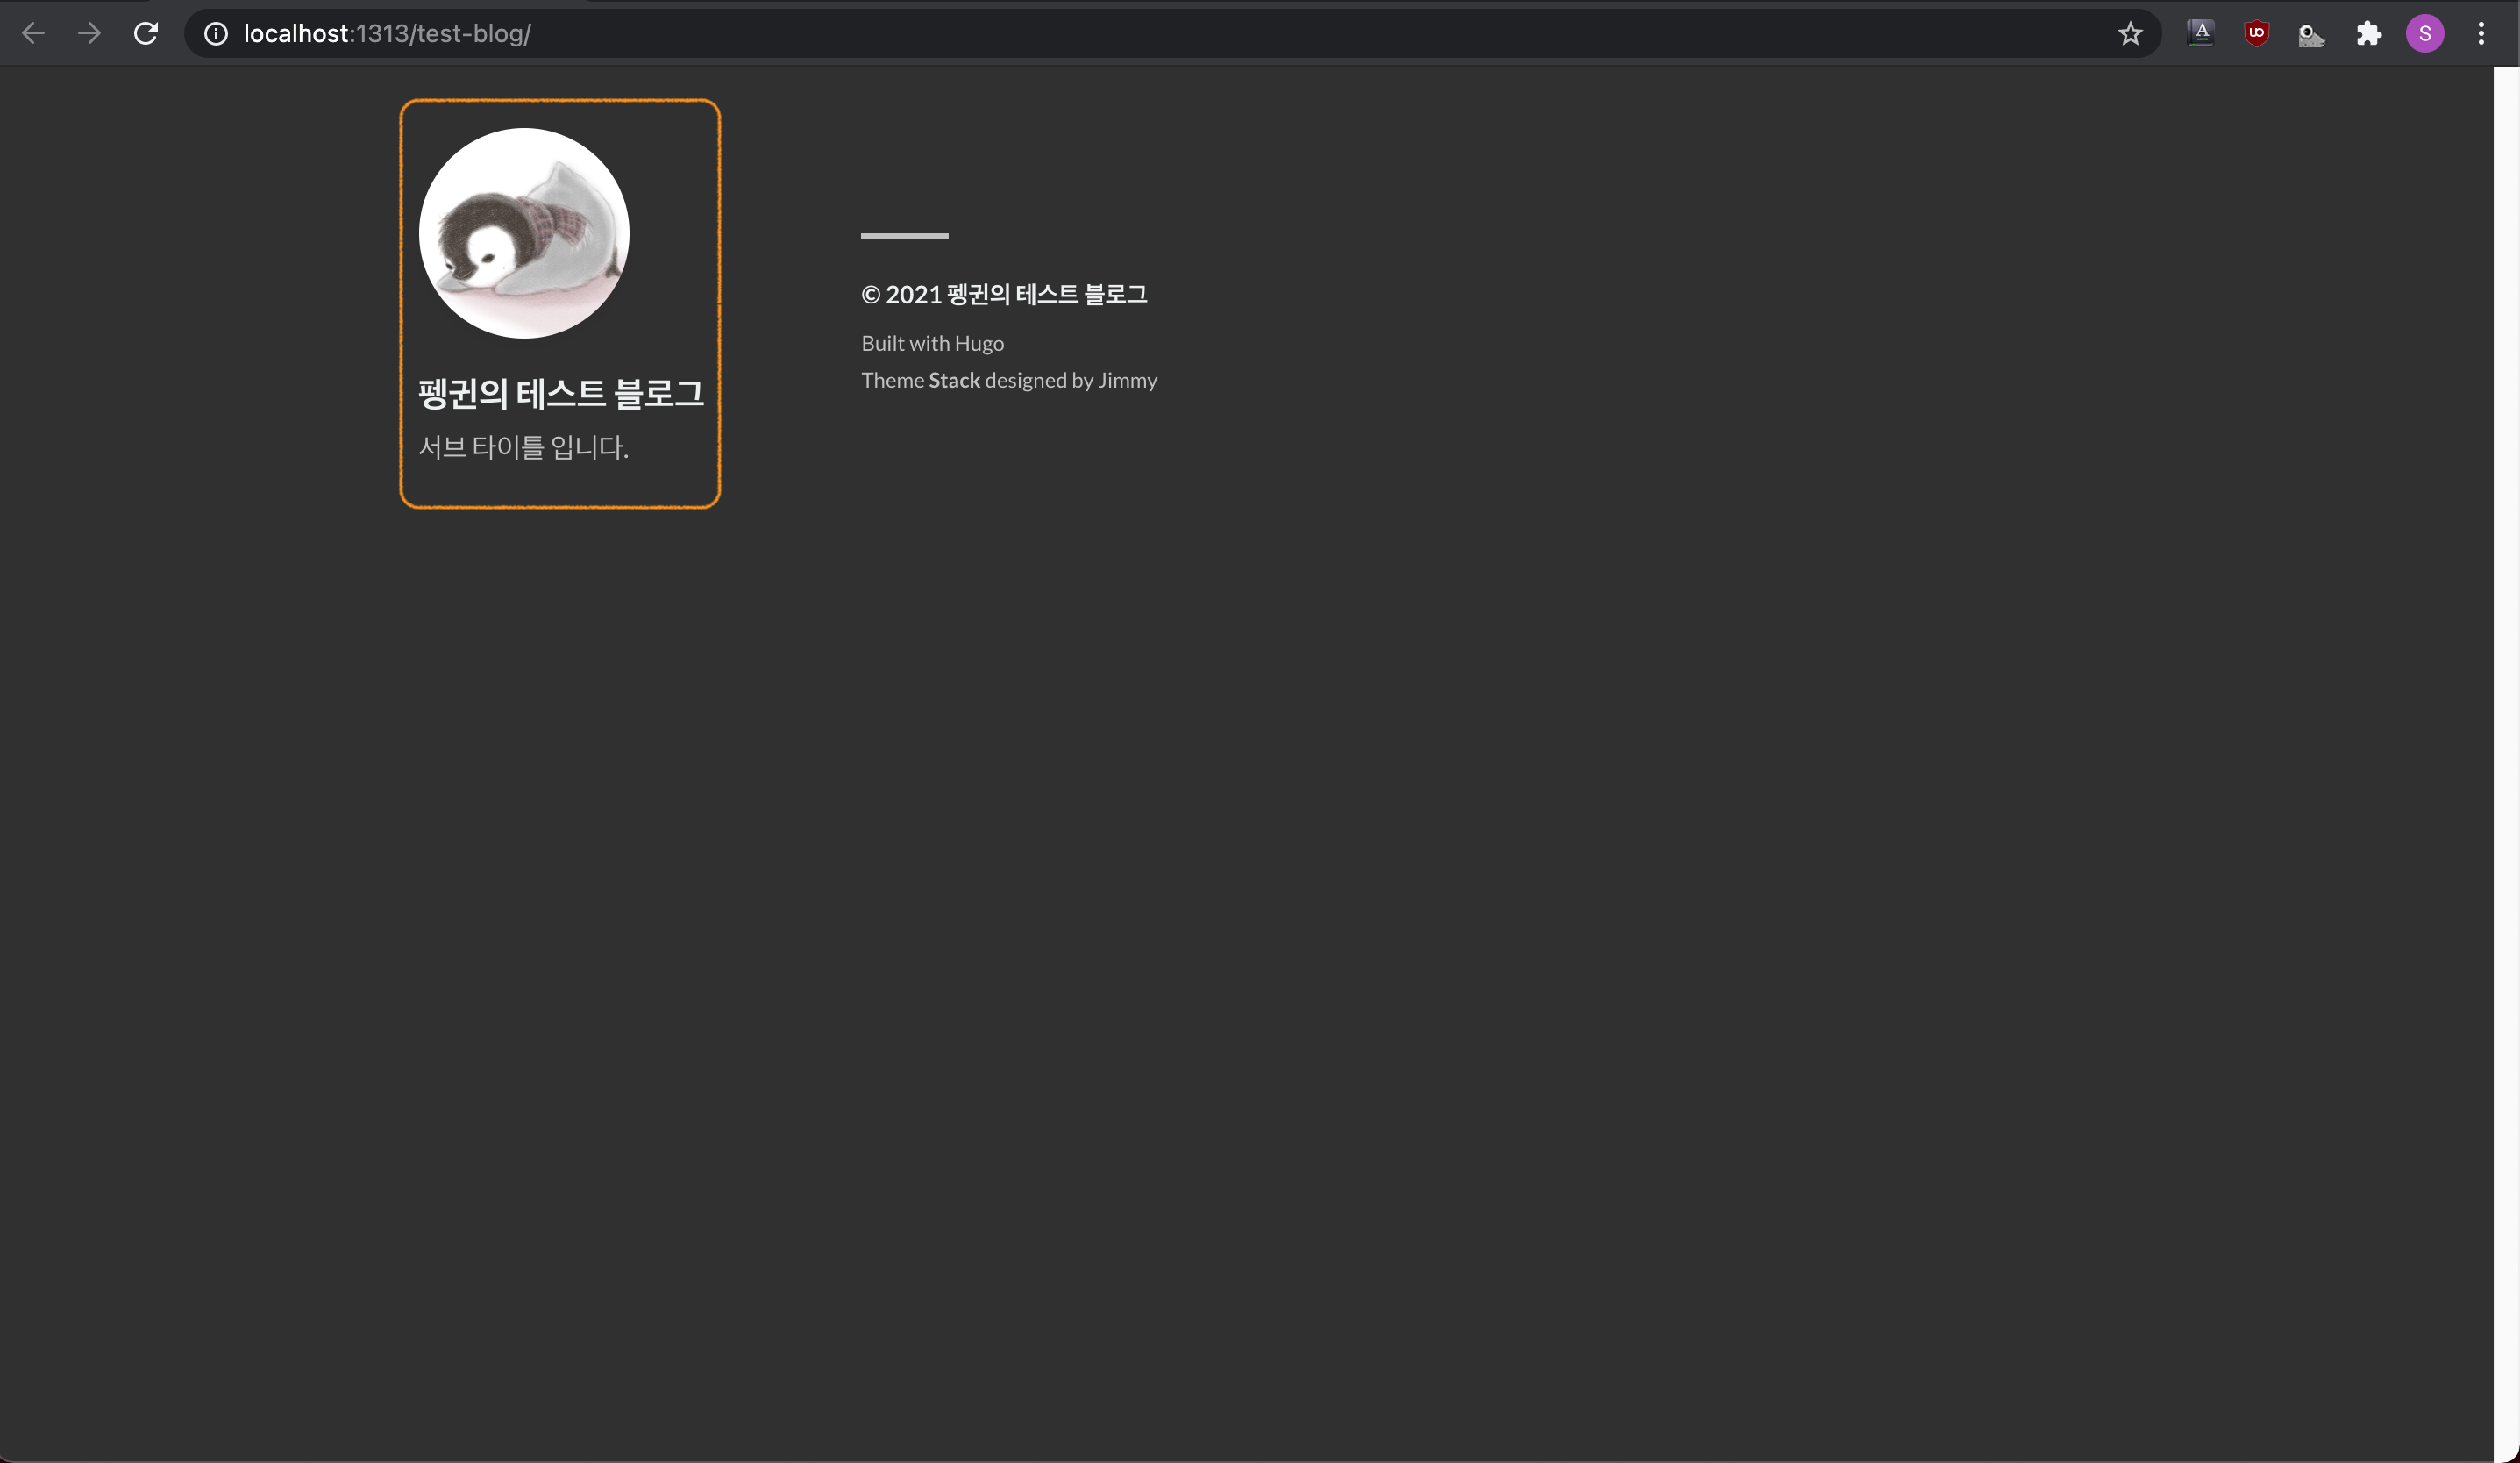 localhost:1313/test-blog/
A
UO
S
펭귄의 테스트 블로그
서브 타이틀 입니다.
© 2021 펭귄의 테스트 블로그
Built with Hugo
Theme Stack designed by Jimmy